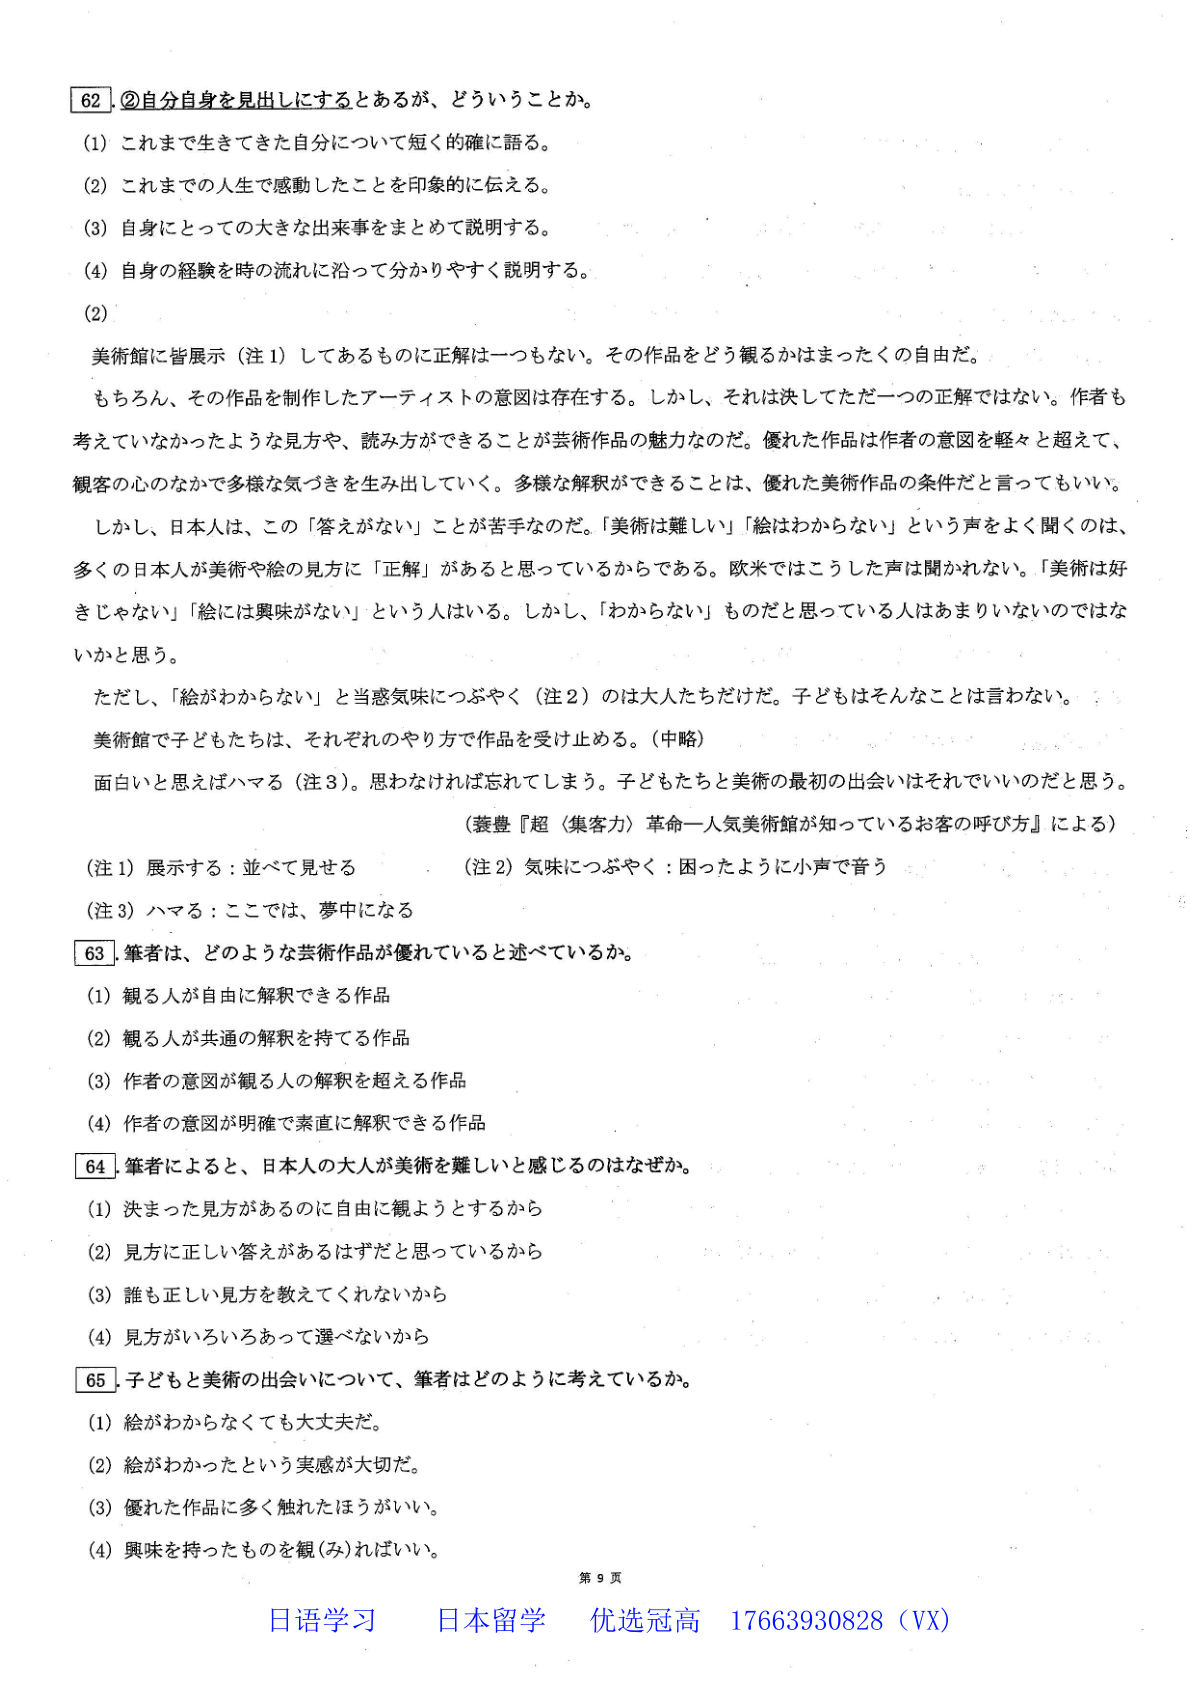 62.②自分自身を見出しにするとあるが、どういうことか。
(1) これまで生きてきた自分について短く的確に語る。
(2) これまでの人生で感動したことを印象的に伝える。
(3) 自身にとっての大きな出来事をまとめて説明する。
(4) 自身の経験を時の流れに沿って分かりやすく説明する。
(2)
美術館に皆展示（注1）してあるものに正解は一つもない。その作品をどう観るかはまったくの自由だ。
もちろん、その作品を制作したアーティストの意図は存在する。しかし、それは決してただ一つの正解ではない。作者も
考えていなかったような見方や、読み方ができることが芸術作品の魅力なのだ。優れた作品は作者の意図を軽々と超えて、
観客の心のなかで多様な気づきを生み出していく。多様な解釈ができることは、優れた美術作品の条件だと言ってもいい。
しかし、日本人は、この「答えがない」ことが苦手なのだ。「美術は難しい」「絵はわからない」という声をよく聞くのは、
多くの日本人が美術や絵の見方に「正解」があると思っているからである。欧米ではこうした声は聞かれない。「美術は好
きじゃない」「絵には興味がない」という人はいる。しかし、「わからない」ものだと思っている人はあまりいないのではな
いかと思う。
ただし、「絵がわからない」と当惑気味につぶやく（注２）のは大人たちだけだ。子どもはそんなことは言わない。
美術館で子どもたちは、それぞれのやり方で作品を受け止める。（中略）
面白いと思えばハマる（注３）。思わなければ忘れてしまう。子どもたちと美術の最初の出会いはそれでいいのだと思う。
（蓑豊『超〈集客力〉革命―人気美術館が知っているお客の呼び方』による）
（注1）展示する：並べて見せる （注2）気味につぶやく：困ったように小声で音う
（注3）ハマる：ここでは、夢中になる
63.筆者は、どのような芸術作品が優れていると述べているか。
(1) 観る人が自由に解釈できる作品
(2) 観る人が共通の解釈を持てる作品
(3) 作者の意図が観る人の解釈を超える作品
(4) 作者の意図が明確で素直に解釈できる作品
64.筆者によると、日本人の大人が美術を難しいと感じるのはなぜか。
(1) 決まった見方があるのに自由に観ようとするから
(2) 見方に正しい答えがあるはずだと思っているから
(3) 誰も正しい見方を教えてくれないから
(4) 見方がいろいろあって選べないから
65.子どもと美術の出会いについて、筆者はどのように考えているか。
(1) 絵がわからなくても大丈夫だ。
(2) 絵がわかったという実感が大切だ。
(3) 優れた作品に多く触れたほうがいい。
(4) 興味を持ったものを観(み)ればいい。
第 9 页
日语学习 日本留学 优选冠高 17663930828（VX)